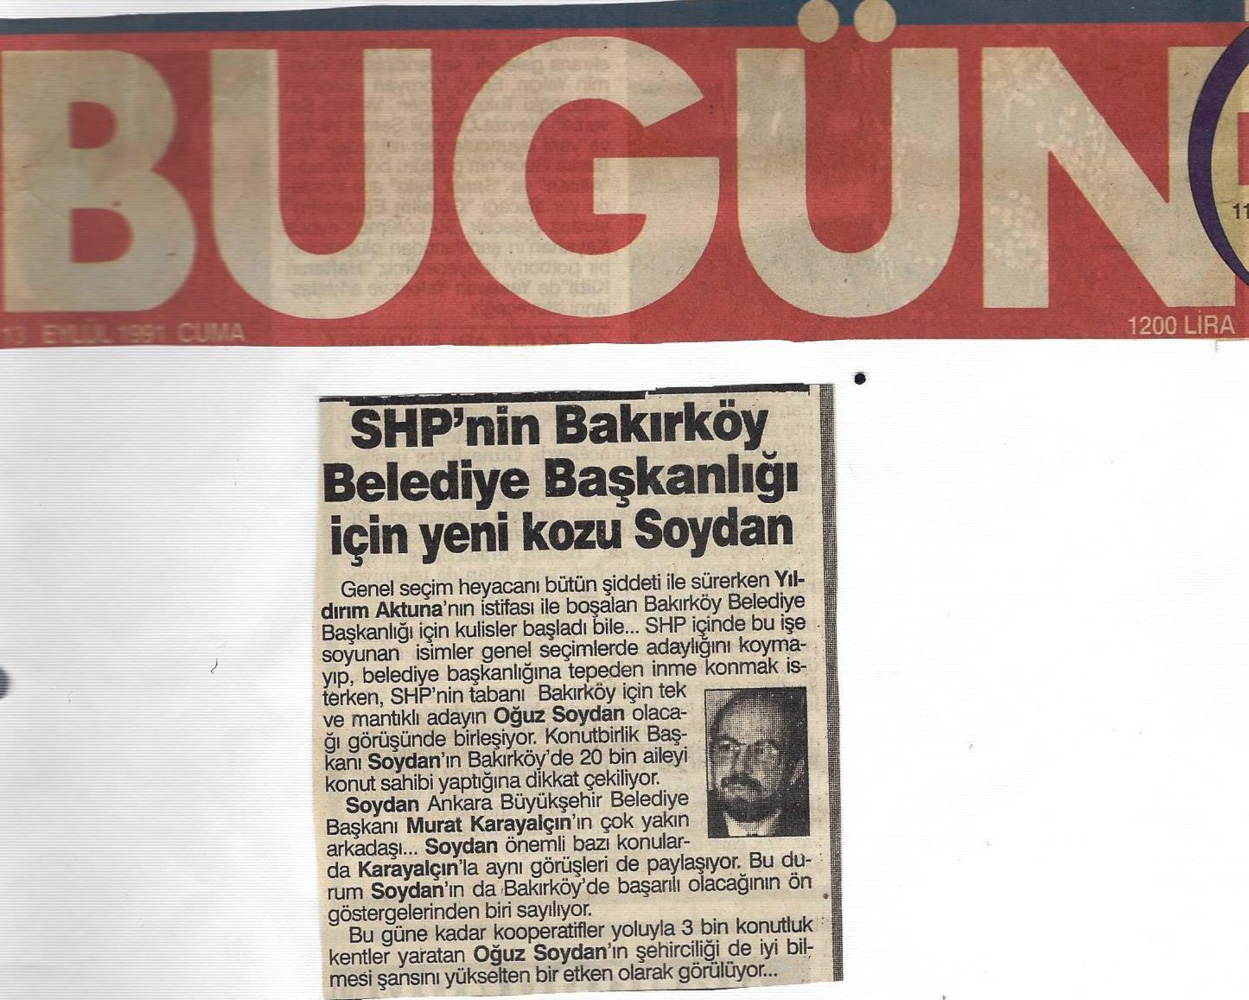 BUGÜN
13 EYLÜL 1991 CUMA
1200 LİRA
11
SHP'nin Bakırköy
Belediye Başkanlığı
için yeni kozu Soydan
Genel seçim heyacanı bütün şiddeti ile sürerken Yıl-
dırım Aktuna'nın istifası ile boşalan Bakırköy Belediye
Başkanlığı için kulisler başladı bile... SHP içinde bu işe
soyunan isimler genel seçimlerde adaylığını koyma-
yıp, belediye başkanlığına tepeden inme konmak is-
terken, SHP'nin tabanı Bakırköy için tek
ve mantıklı adayın Oğuz Soydan olaca-
ğı görüşünde birleşiyor. Konutbirlik Baş-
kanı Soydan'ın Bakırköy'de 20 bin aileyi
konut sahibi yaptığına dikkat çekiliyor.
Soydan Ankara Büyükşehir Belediye
Başkanı Murat Karayalçın'ın çok yakın
arkadaşı... Soydan önemli bazı konular-
da Karayalçın'la aynı görüşleri de paylaşıyor. Bu du-
rum Soydan'ın da Bakırköy'de başarılı olacağının ön
göstergelerinden biri sayılıyor.
Bu güne kadar kooperatifler yoluyla 3 bin konutluk
kentler yaratan Oğuz Soydan'ın şehirciliği de iyi bil-
mesi şansını yükselten bir etken olarak görülüyor...